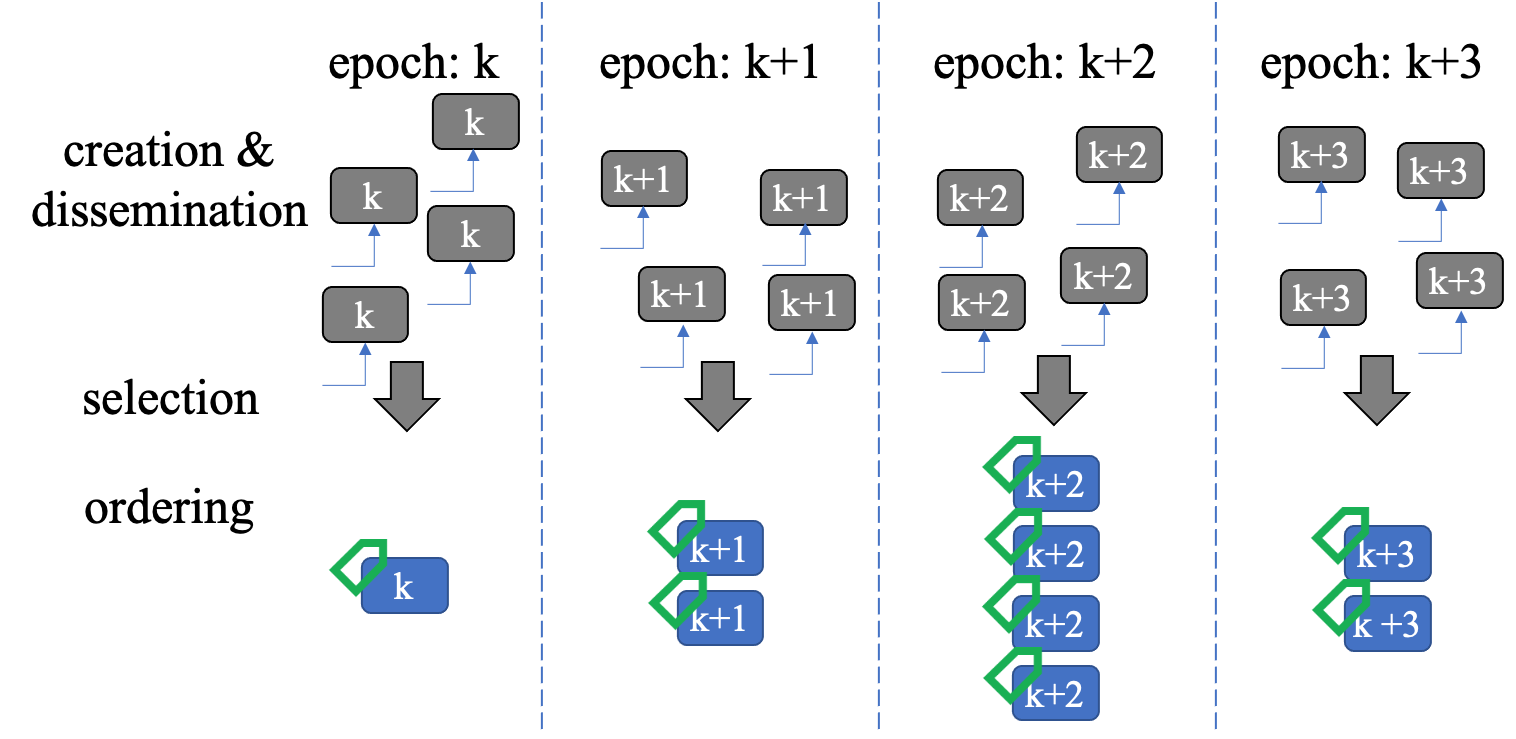 epoch: k
epoch: k+1
epoch: k+2
epoch: k+3
creation &
dissemination
k
k
k
k
k+1
k+1
k+1
k+1
k+2
k+2
k+2
k+2
k+3
k+3
k+3
k+3
selection
ordering
k
k+1
k+1
k+2
k+2
k+2
k+2
k+3
k +3